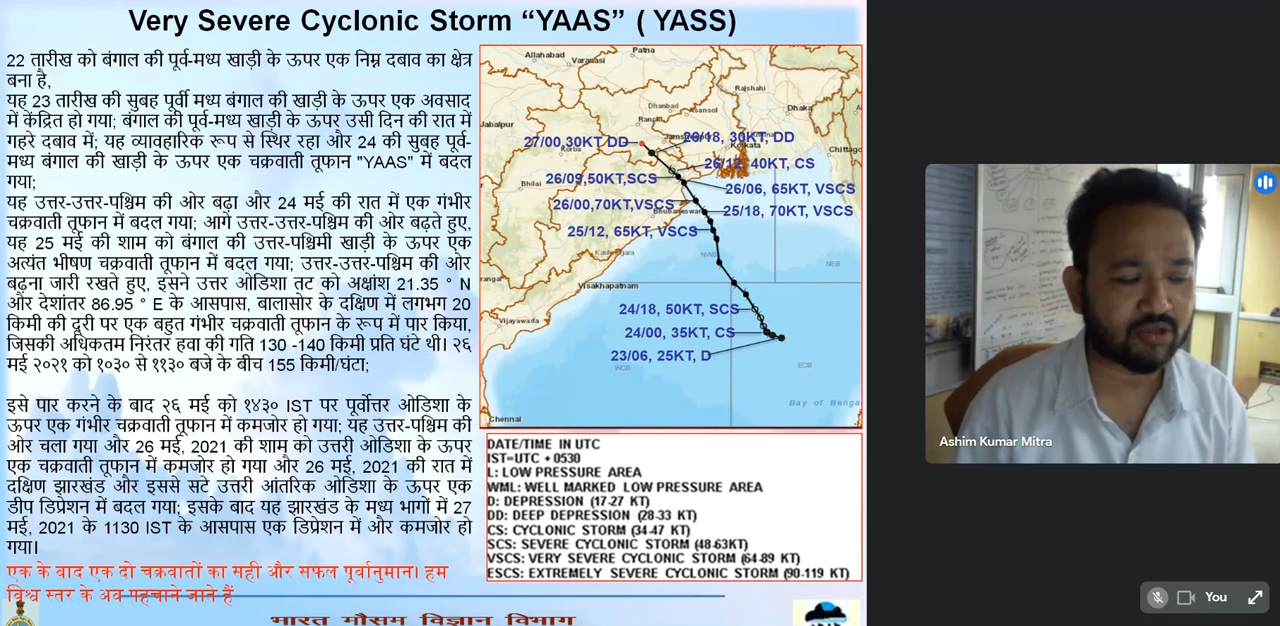 Very Severe Cyclonic Storm “YAAS” ( YASS)
22 तारीख को बंगाल की पूर्व-मध्य खाड़ी के ऊपर एक निम्न दबाव का क्षेत्र
बना है,
यह 23 तारीख की सुबह पूर्वी मध्य बंगाल की खाड़ी के ऊपर एक अवसाद
में केंद्रित हो गया; बंगाल की पूर्व-मध्य खाड़ी के ऊपर उसी दिन की रात में
गहरे दबाव में; यह व्यावहारिक रूप से स्थिर रहा और 24 की सुबह पूर्व-
मध्य बंगाल की खाड़ी के ऊपर एक चक्रवाती तूफान "YAAS" में बदल
गया;
यह उत्तर-उत्तर-पश्चिम की ओर बढ़ा और 24 मई की रात में एक गंभीर
चक्रवाती तूफान में बदल गया; आगे उत्तर-उत्तर-पश्चिम की ओर बढ़ते हुए,
यह 25 मई की शाम को बंगाल की उत्तर-पश्चिमी खाड़ी के ऊपर एक
अत्यंत भीषण चक्रवाती तूफान में बदल गया; उत्तर-उत्तर-पश्चिम की ओर
बढ़ना जारी रखते हुए, इसने उत्तर ओडिशा तट को अक्षांश 21.35 ° N
और देशांतर 86.95 ° E के आसपास, बालासोर के दक्षिण में लगभग 20
किमी की दूरी पर एक बहुत गंभीर चक्रवाती तूफान के रूप में पार किया,
जिसकी अधिकतम निरंतर हवा की गति 130 -140 किमी प्रति घंटे थी। २६
मई २०२१ को १०३० से ११३० बजे के बीच 155 किमी/घंटा;
इसे पार करने के बाद २६ मई को १४३० IST पर पूर्वोत्तर ओडिशा के
ऊपर एक गंभीर चक्रवाती तूफान में कमजोर हो गया; यह उत्तर-पश्चिम की
ओर चला गया और 26 मई, 2021 की शाम को उत्तरी ओडिशा के ऊपर
एक चक्रवाती तूफान में कमजोर हो गया और 26 मई, 2021 की रात में
दक्षिण झारखंड और इससे सटे उत्तरी आंतरिक ओडिशा के ऊपर एक
डीप डिप्रेशन में बदल गया; इसके बाद यह झारखंड के मध्य भागों में 27
मई, 2021 के 1130 IST के आसपास एक डिप्रेशन में और कमजोर हो
गया।
एक के बाद एक दो चक्रवातों का सही और सफल पूर्वानुमान। हम
विश्व स्तर के अब पहचाने जाते हैं
भारत मौसम विज्ञान विभाग
Patna
Allahabad
Varanasi
Rajshahi
Dhanbad
Asansol
Dhaka
Ranchi
Jabalpur
27/00,30KT DD
26/18, 30KT, DD
Kolkata
Chittag
Korba
26/12, 40KT, CS
26/09,50KT,SCS
Bhilai
26/06, 65KT, VSCS
26/00,70KT,VSCS
Bhubaneswar
25/18, 70KT, VSCS
25/12, 65KT, VSCS
NWB
NEB
rangal
Visakhapatnam
24/18, 50KT, SCS
Vijayawada
24/00, 35KT, CS
23/06, 25KT, D
WCB
ECB
Bay of Bengal
Chennai
DATE/TIME IN UTC
IST=UTC + 0530
L: LOW PRESSURE AREA
WML: WELL MARKED LOW PRESSURE AREA
D: DEPRESSION (17-27 KT)
DD: DEEP DEPRESSION (28-33 KT)
CS: CYCLONIC STORM (34-47 KT)
SCS: SEVERE CYCLONIC STORM (48-63KT)
VSCS: VERY SEVERE CYCLONIC STORM (64-89 KT)
ESCS: EXTREMELY SEVERE CYCLONIC STORM (90-119 KT)
Ashim Kumar Mitra
You